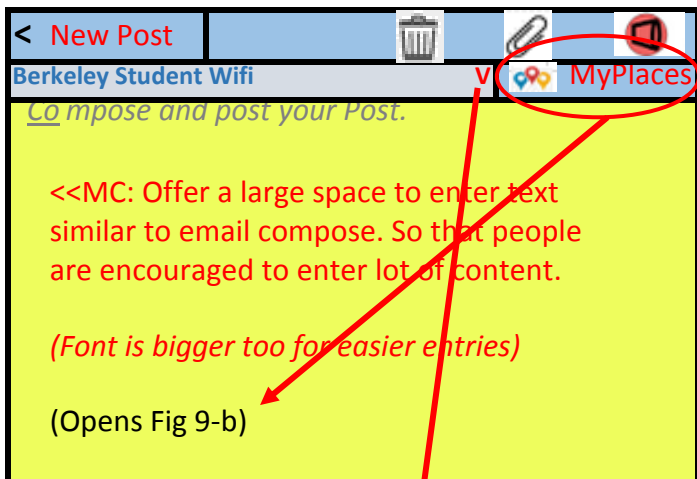 < New Post
Berkeley Student Wifi V MyPlaces
Co mpose and post your Post.
<<MC: Offer a large space to enter text
similar to email compose. So that people
are encouraged to enter lot of content.
(Font is bigger too for easier entries)
(Opens Fig 9-b)